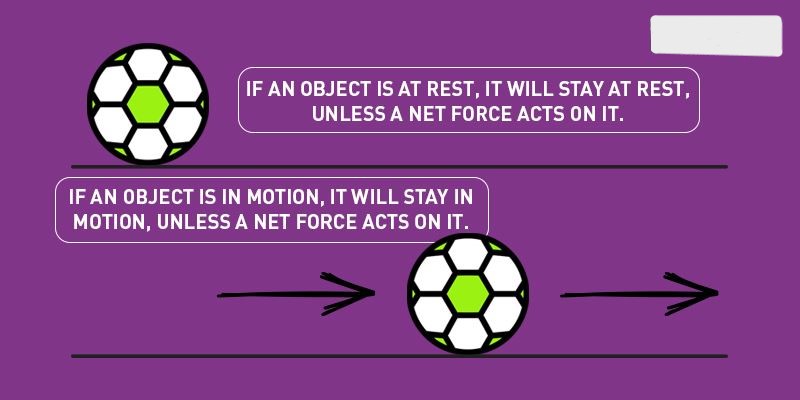 IF AN OBJECT IS AT REST, IT WILL STAY AT REST,
UNLESS A NET FORCE ACTS ON IT.
IF AN OBJECT IS IN MOTION, IT WILL STAY IN
MOTION, UNLESS A NET FORCE ACTS ON IT.